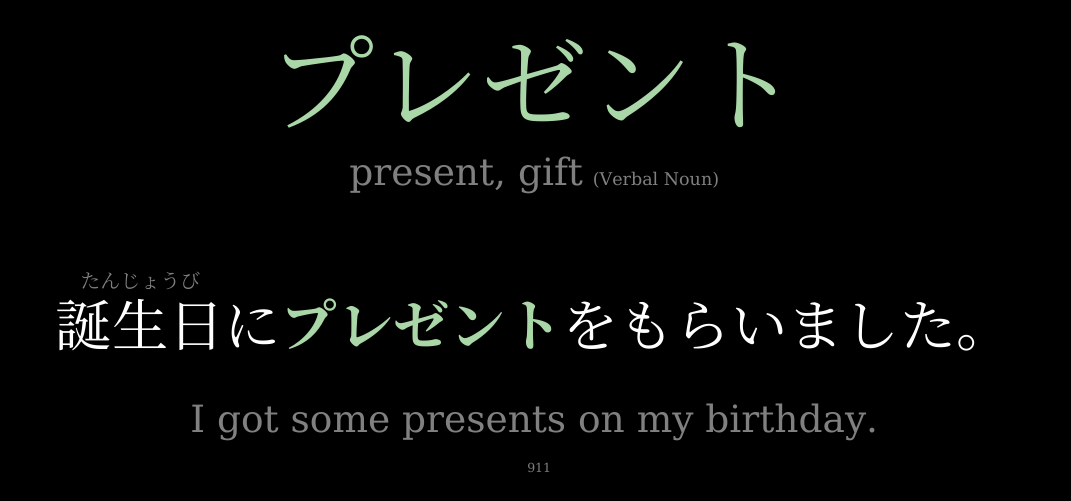 プレゼント
present, gift (Verbal Noun)
たんじょうび
誕生日にプレゼントをもらいました。
I got some presents on my birthday.
911